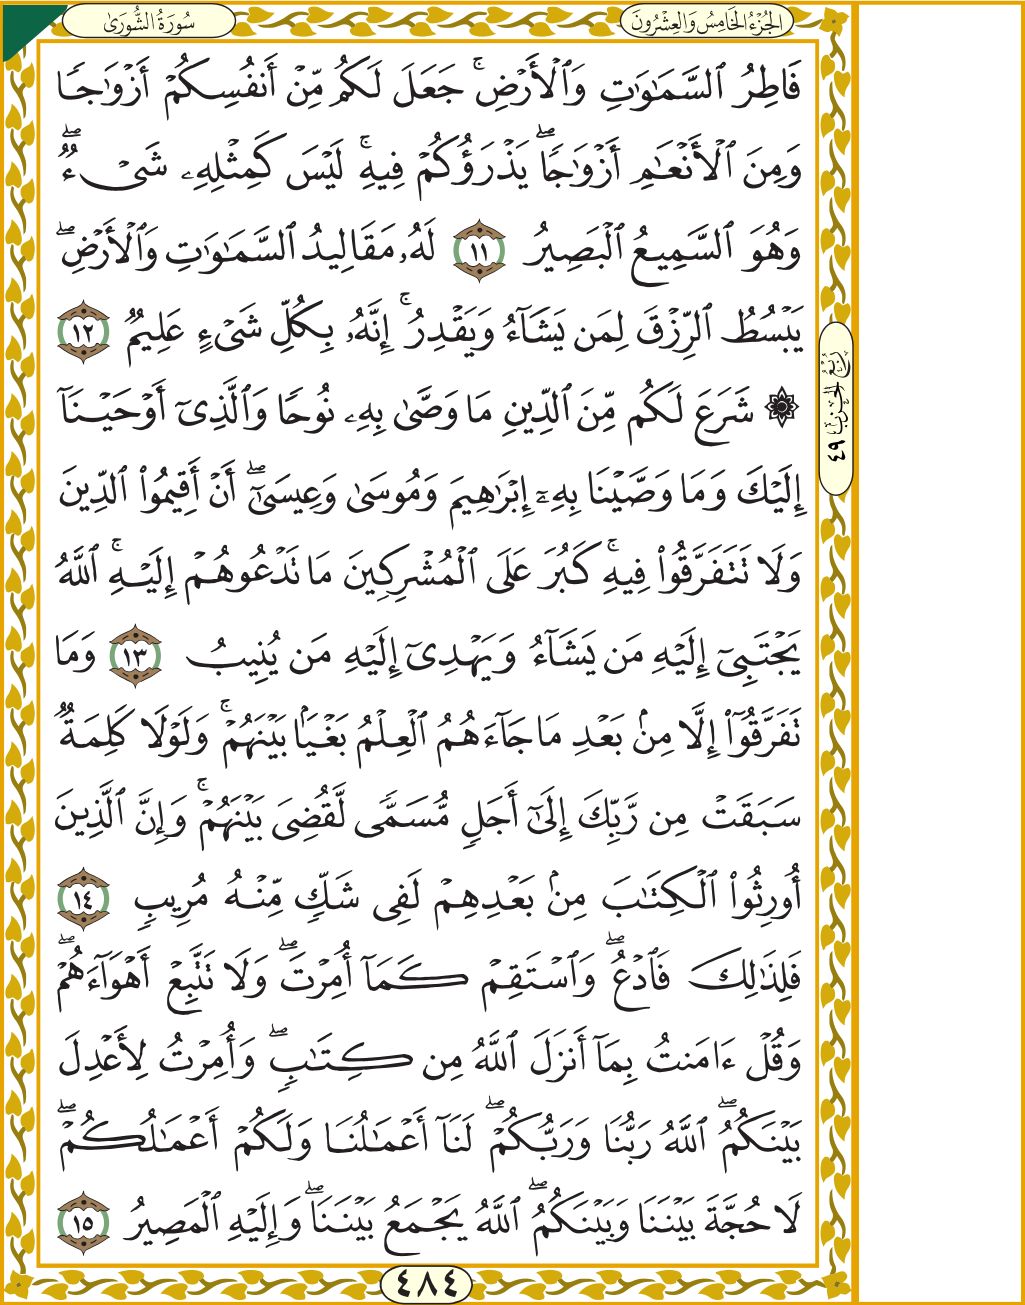 سُورَةُ الشُّورَىٰ
الجُزْءُ الخَامِسُ وَالعِشْرُونَ
فَاطِرُ ٱلسَّمَٰوَٰتِ وَٱلْأَرْضِ ۚ جَعَلَ لَكُم مِّنْ أَنفُسِكُمْ أَزْوَٰجًا
وَمِنَ ٱلْأَنْعَٰمِ أَزْوَٰجًا ۖ يَذْرَؤُكُمْ فِيهِ ۚ لَيْسَ كَمِثْلِهِۦ شَىْءٌ ۖ
وَهُوَ ٱلسَّمِيعُ ٱلْبَصِيرُ ١١ لَهُۥ مَقَالِيدُ ٱلسَّمَٰوَٰتِ وَٱلْأَرْضِ ۖ
يَبْسُطُ ٱلرِّزْقَ لِمَن يَشَآءُ وَيَقْدِرُ ۚ إِنَّهُۥ بِكُلِّ شَىْءٍ عَلِيمٌ ١٢
۞ شَرَعَ لَكُم مِّنَ ٱلدِّينِ مَا وَصَّىٰ بِهِۦ نُوحًا وَٱلَّذِىٓ أَوْحَيْنَآ
إِلَيْكَ وَمَا وَصَّيْنَا بِهِۦٓ إِبْرَٰهِيمَ وَمُوسَىٰ وَعِيسَىٰٓ ۖ أَنْ أَقِيمُوا۟ ٱلدِّينَ
وَلَا تَتَفَرَّقُوا۟ فِيهِ ۚ كَبُرَ عَلَى ٱلْمُشْرِكِينَ مَا تَدْعُوهُمْ إِلَيْهِ ۚ ٱللَّهُ
يَجْتَبِىٓ إِلَيْهِ مَن يَشَآءُ وَيَهْدِىٓ إِلَيْهِ مَن يُنِيبُ ١٣ وَمَا
تَفَرَّقُوٓا۟ إِلَّا مِنۢ بَعْدِ مَا جَآءَهُمُ ٱلْعِلْمُ بَغْيًۢا بَيْنَهُمْ ۚ وَلَوْلَا كَلِمَةٌ
سَبَقَتْ مِن رَّبِّكَ إِلَىٰٓ أَجَلٍ مُّسَمًّى لَّقُضِىَ بَيْنَهُمْ ۚ وَإِنَّ ٱلَّذِينَ
أُورِثُوا۟ ٱلْكِتَٰبَ مِنۢ بَعْدِهِمْ لَفِى شَكٍّ مِّنْهُ مُرِيبٍ ١٤
فَلِذَٰلِكَ فَٱدْعُ ۖ وَٱسْتَقِمْ كَمَآ أُمِرْتَ ۖ وَلَا تَتَّبِعْ أَهْوَآءَهُمْ ۖ
وَقُلْ ءَامَنتُ بِمَآ أَنزَلَ ٱللَّهُ مِن كِتَٰبٍ ۖ وَأُمِرْتُ لِأَعْدِلَ
بَيْنَكُمُ ۖ ٱللَّهُ رَبُّنَا وَرَبُّكُمْ ۖ لَنَآ أَعْمَٰلُنَا وَلَكُمْ أَعْمَٰلُكُمْ ۖ
لَا حُجَّةَ بَيْنَنَا وَبَيْنَكُمُ ۖ ٱللَّهُ يَجْمَعُ بَيْنَنَا ۖ وَإِلَيْهِ ٱلْمَصِيرُ ١٥
رُبْعُ الحِزْبِ ٤٩
٤٨٤